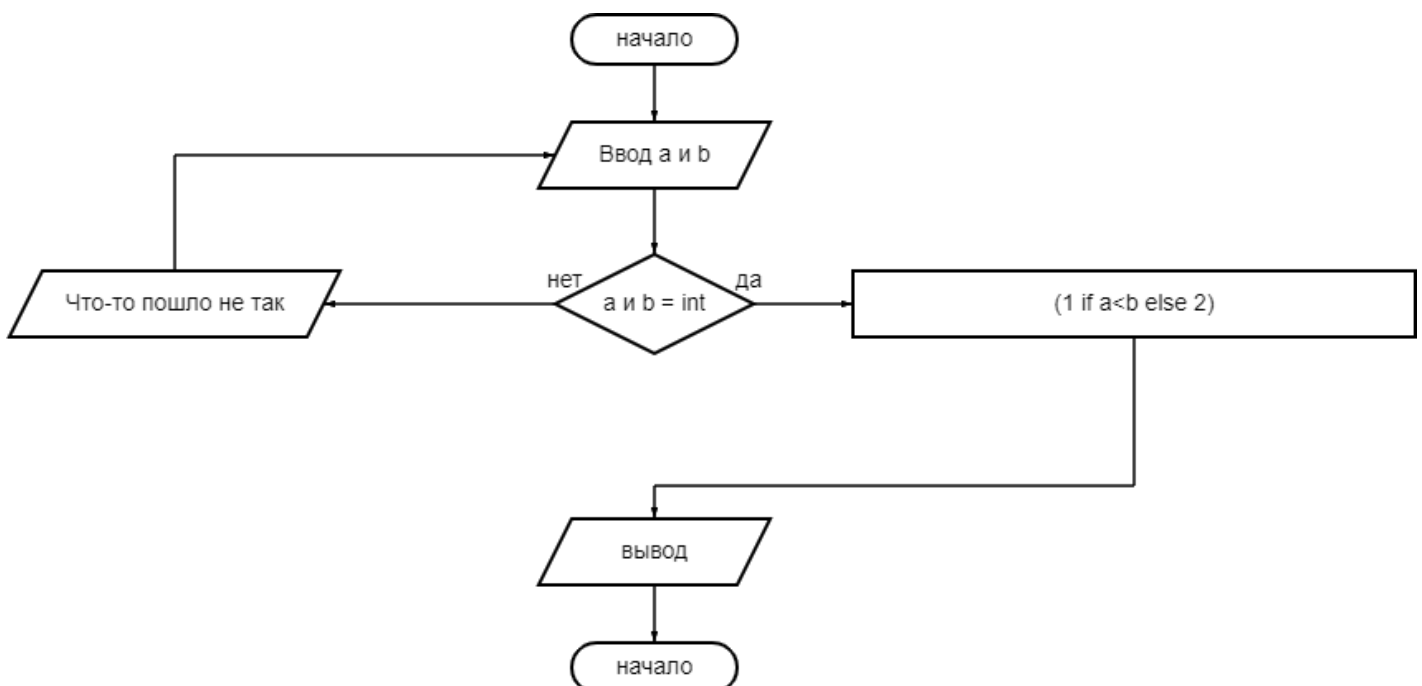 начало
Ввод a и b
нет
да
Что-то пошло не так
a и b = int
(1 if a<b else 2)
вывод
начало